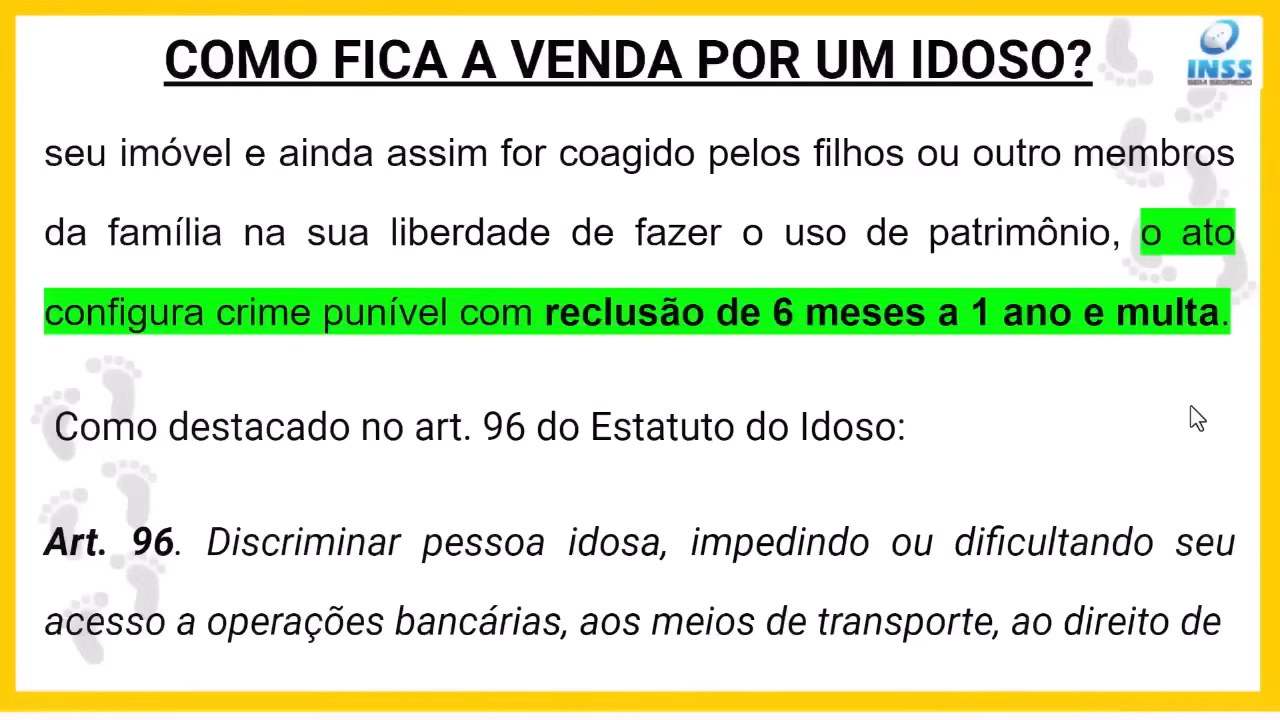 COMO FICA A VENDA POR UM IDOSO?
INSS
SEM SEGREDO
seu imóvel e ainda assim for coagido pelos filhos ou outro membros
da família na sua liberdade de fazer o uso de patrimônio, o ato
configura crime punível com reclusão de 6 meses a 1 ano e multa.
Como destacado no art. 96 do Estatuto do Idoso:
Art. 96. Discriminar pessoa idosa, impedindo ou dificultando seu
acesso a operações bancárias, aos meios de transporte, ao direito de